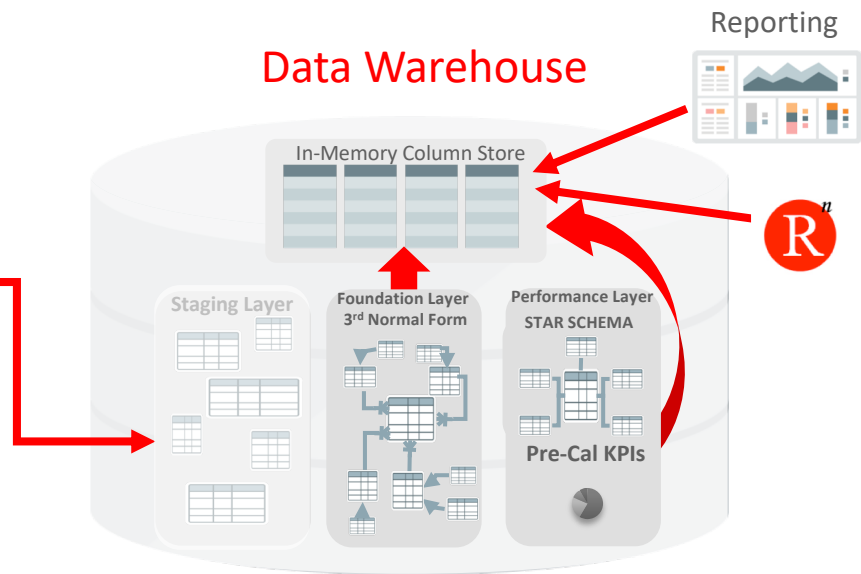 Reporting
Data Warehouse
In-Memory Column Store
R n
Staging Layer
Foundation Layer
3rd Normal Form
Performance Layer
STAR SCHEMA
Pre-Cal KPIs